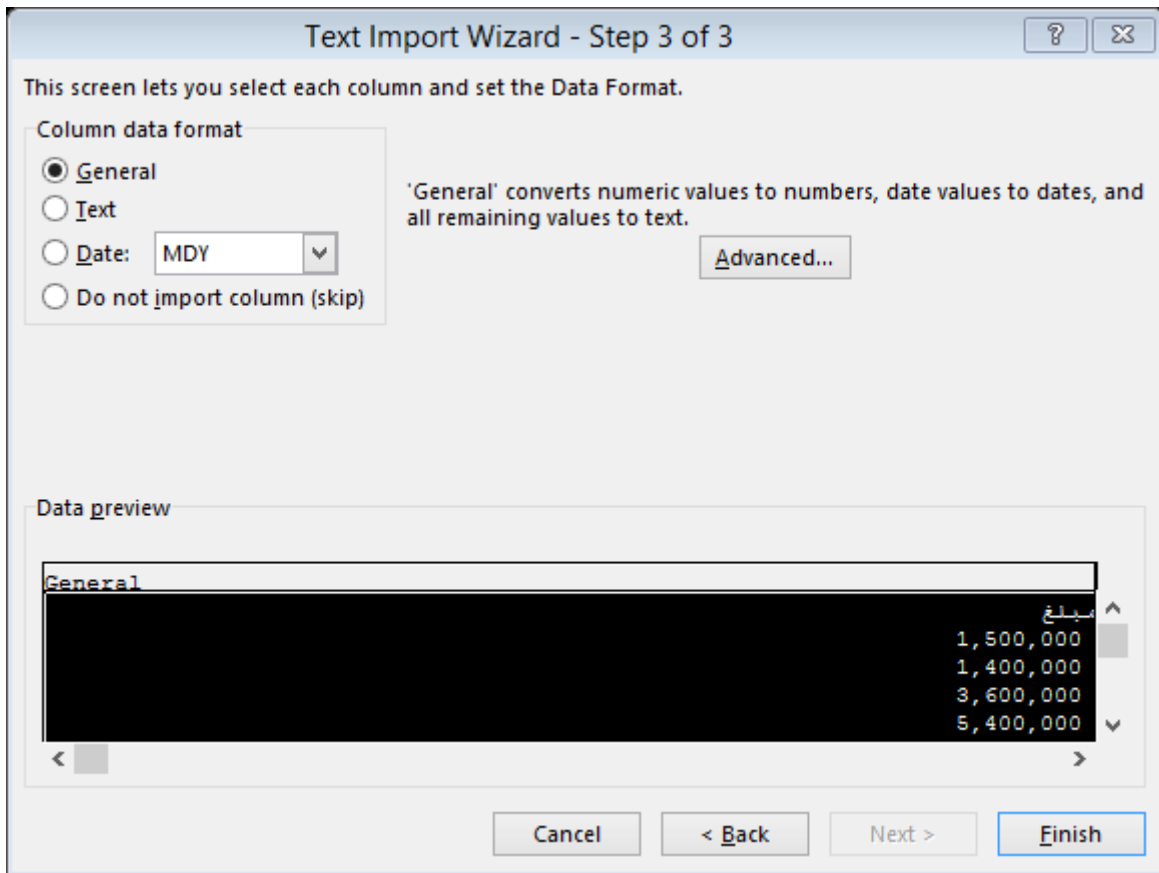 Text Import Wizard - Step 3 of 3
This screen lets you select each column and set the Data Format.
Column data format
General
Text
Date: MDY
Do not import column (skip)
'General' converts numeric values to numbers, date values to dates, and
all remaining values to text.
Advanced...
Data preview
General
مبلغ
1,500,000
1,400,000
3,600,000
5,400,000
Cancel < Back Next > Finish